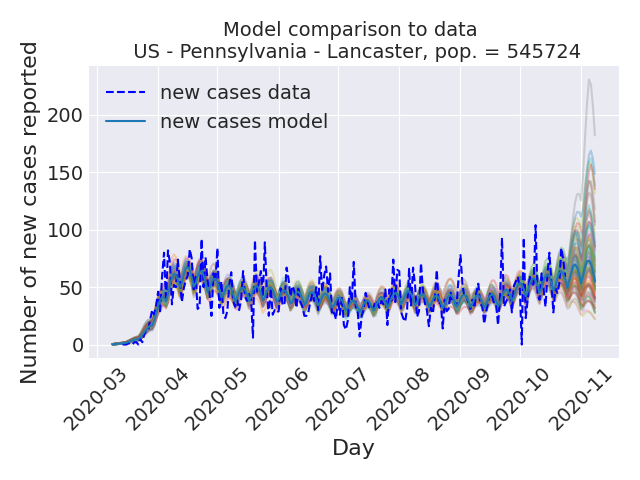 Model comparison to data
US - Pennsylvania - Lancaster, pop. = 545724
Number of new cases reported
200
150
100
50
0
new cases data
new cases model
2020-03
2020-04
2020-05
2020-06
2020-07
2020-08
2020-09
2020-10
2020-11
Day